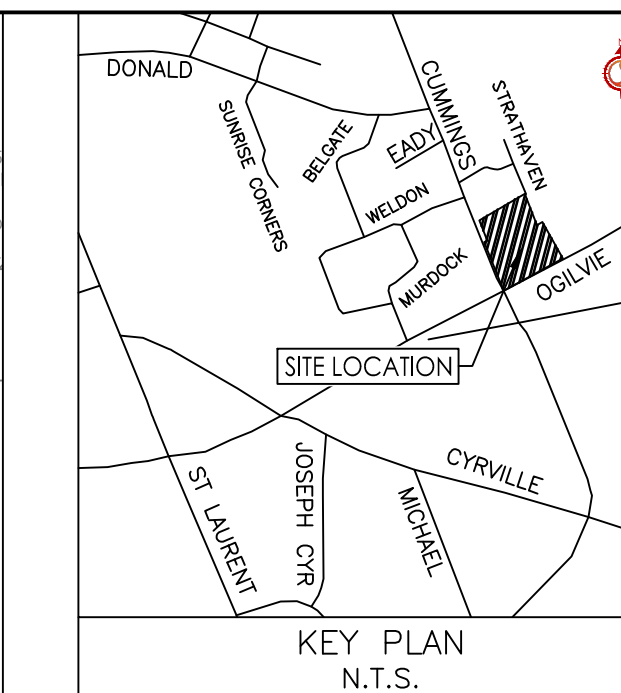 DONALD
SUNRISE CORNERS
BELGATE
EADY
CUMMINGS
STRATHAVEN
WELDON
MURDOCK
OGILVIE
SITE LOCATION
ST LAURENT
JOSEPH CYR
MICHAEL
CYRVILLE
KEY PLAN
N.T.S.